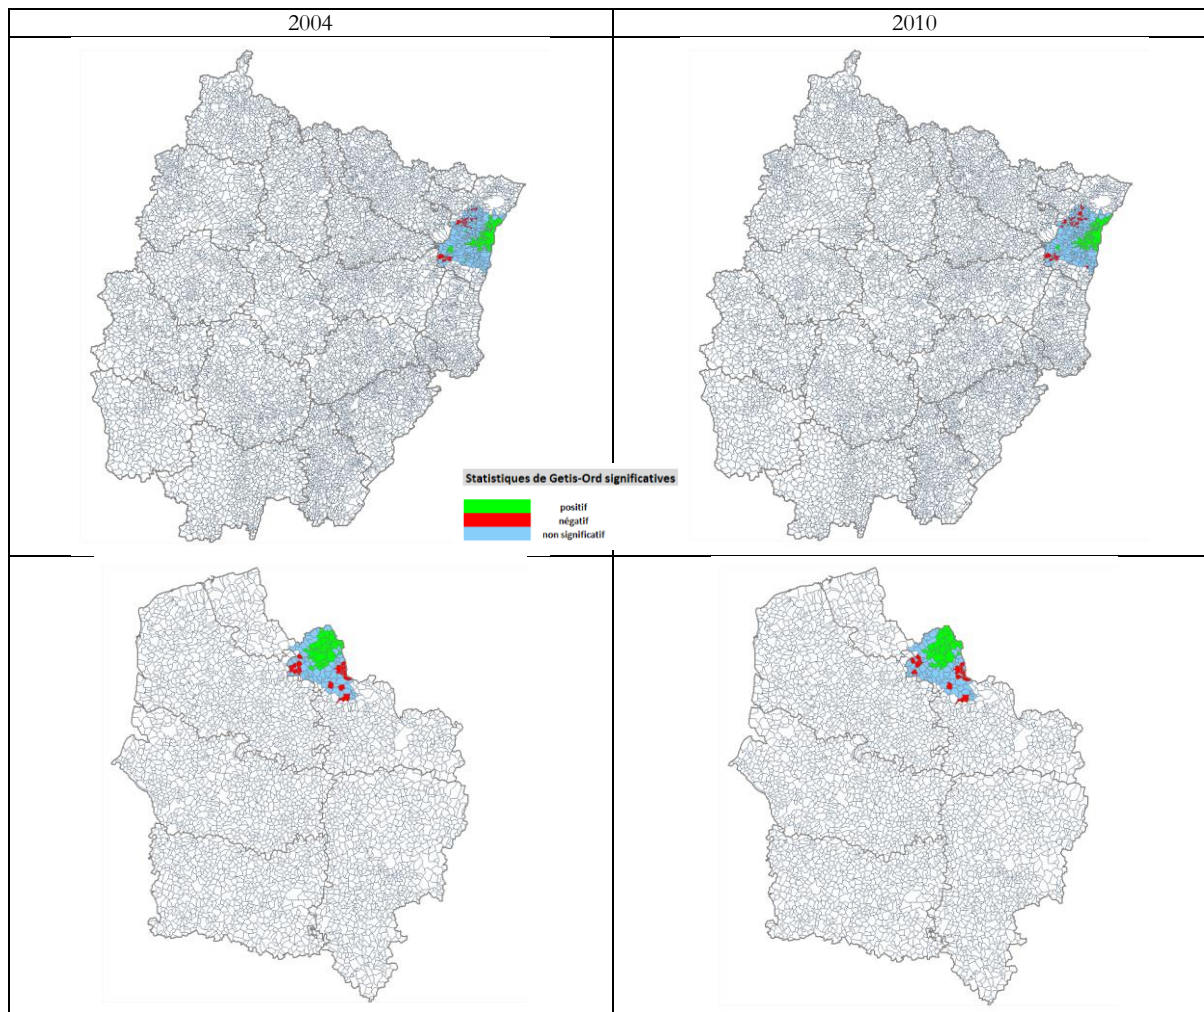 2004
2010
Statistiques de Getis-Ord significatives
positif
négatif
non significatif